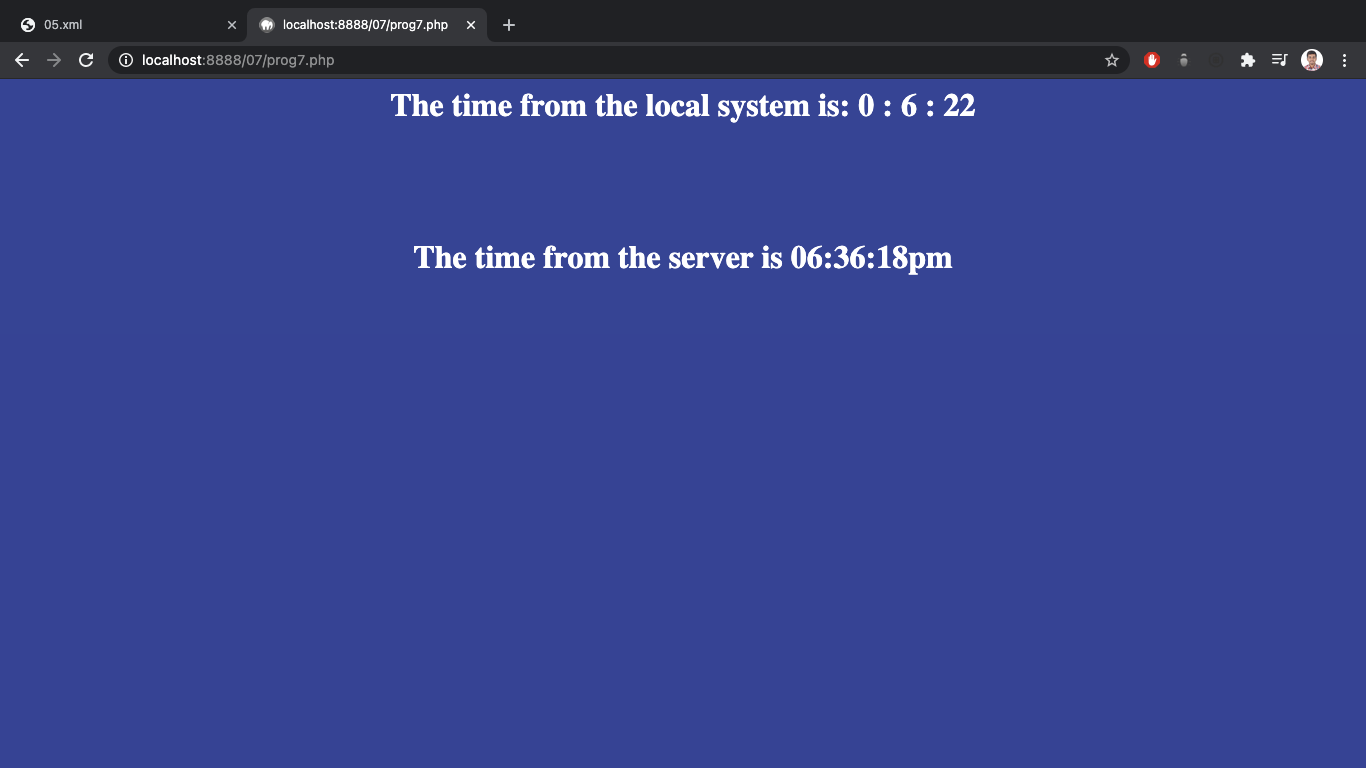 05.xml
localhost:8888/07/prog7.php
localhost:8888/07/prog7.php
The time from the local system is: 0 : 6 : 22
The time from the server is 06:36:18pm